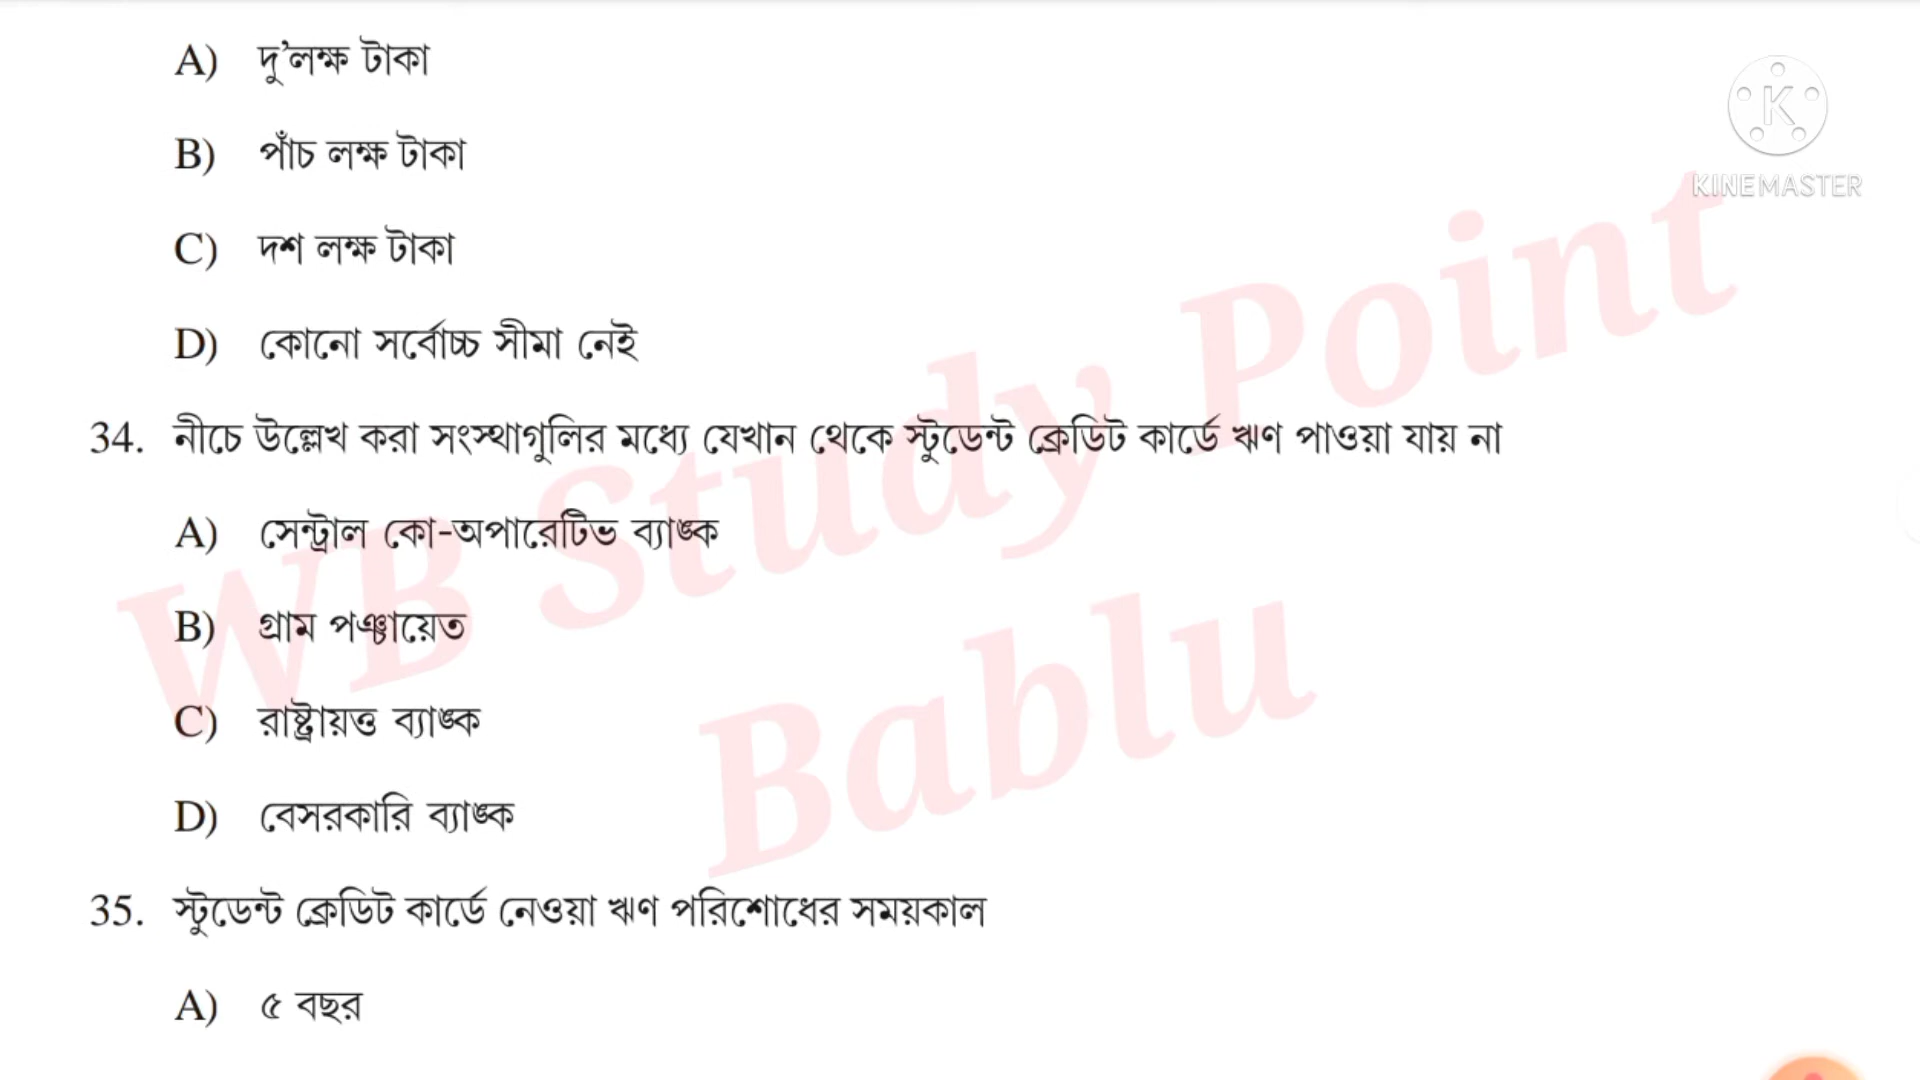 A) দু’লক্ষ টাকা
B) পাঁচ লক্ষ টাকা
C) দশ লক্ষ টাকা
D) কোনো সর্বোচ্চ সীমা নেই
34. নীচে উল্লেখ করা সংস্থাগুলির মধ্যে যেখান থেকে স্টুডেন্ট ক্রেডিট কার্ডে ঋণ পাওয়া যায় না
A) সেন্ট্রাল কো-অপারেটিভ ব্যাঙ্ক
B) গ্রাম পঞ্চায়েত
C) রাষ্ট্রায়ত্ত ব্যাঙ্ক
D) বেসরকারি ব্যাঙ্ক
35. স্টুডেন্ট ক্রেডিট কার্ডে নেওয়া ঋণ পরিশোধের সময়কাল
A) ৫ বছর
K
KINEMASTER
WB Study Point
Bablu